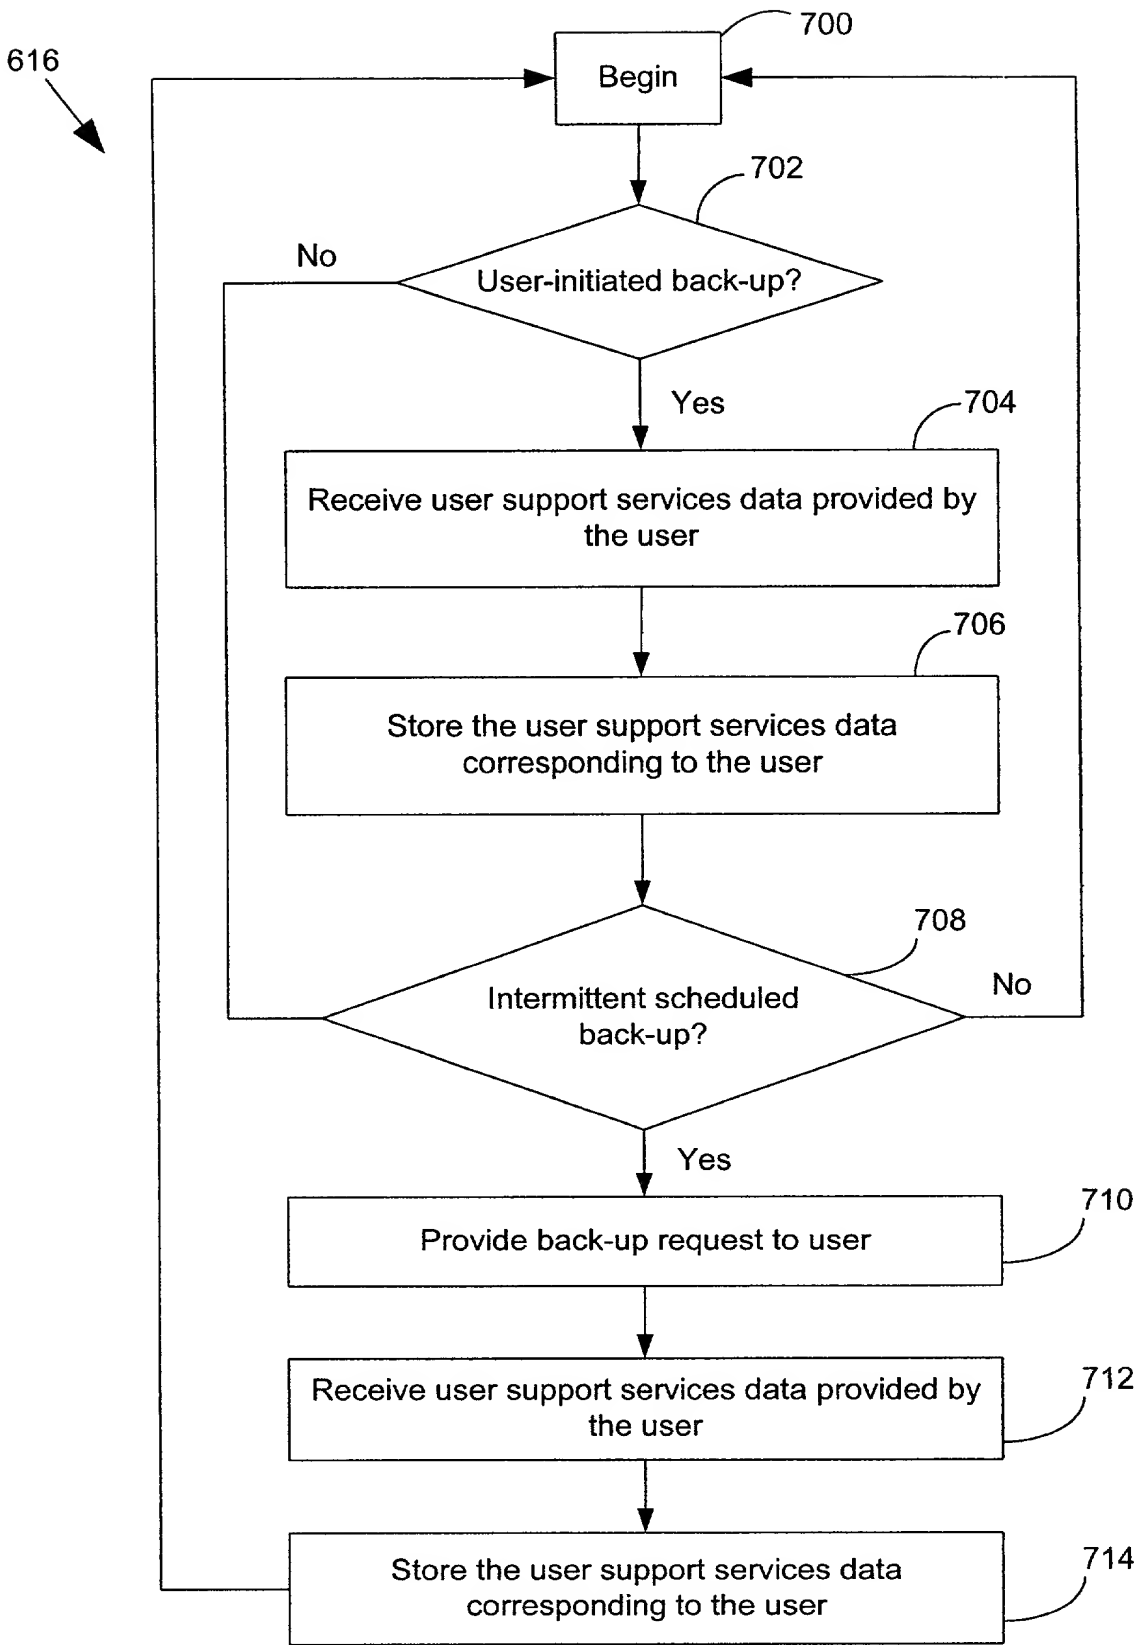 700
616
Begin
702
No
User-initiated back-up?
Yes
704
Receive user support services data provided by
the user
706
Store the user support services data
corresponding to the user
708
Intermittent scheduled
back-up?
No
Yes
710
Provide back-up request to user
712
Receive user support services data provided by
the user
714
Store the user support services data
corresponding to the user